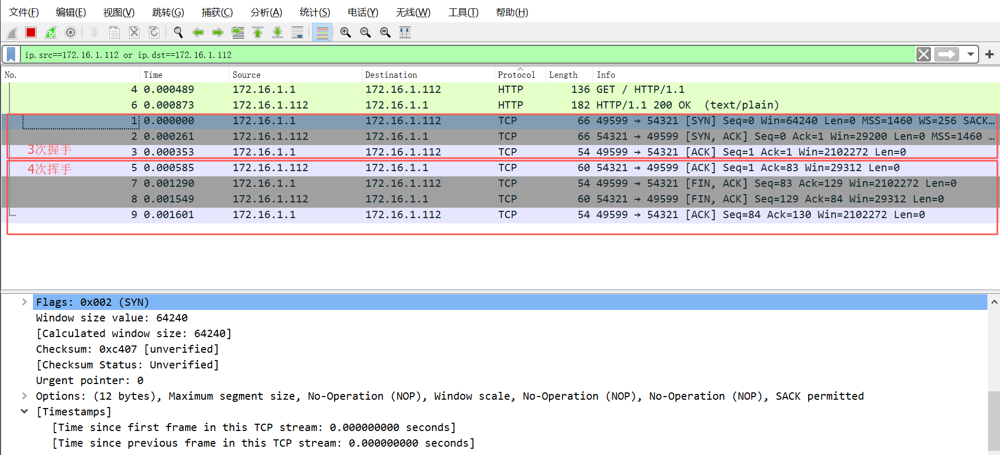 文件(F) 编辑(E) 视图(V) 跳转(G) 捕获(C) 分析(A) 统计(S) 电话(Y) 无线(W) 工具(T) 帮助(H)
ip.src==172.16.1.112 or ip.dst==172.16.1.112
No. Time Source Destination Protocol Length Info
4 0.000489 172.16.1.1 172.16.1.112 HTTP 136 GET / HTTP/1.1
6 0.000873 172.16.1.112 172.16.1.1 HTTP 182 HTTP/1.1 200 OK (text/plain)
1 0.000000 172.16.1.1 172.16.1.112 TCP 66 49599 → 54321 [SYN] Seq=0 Win=64240 Len=0 MSS=1460 WS=256 SACK…
2 0.000261 172.16.1.112 172.16.1.1 TCP 66 54321 → 49599 [SYN, ACK] Seq=0 Ack=1 Win=29200 Len=0 MSS=1460 …
3次握手
3 0.000353 172.16.1.1 172.16.1.112 TCP 54 49599 → 54321 [ACK] Seq=1 Ack=1 Win=2102272 Len=0
4次挥手
5 0.000585 172.16.1.112 172.16.1.1 TCP 60 54321 → 49599 [ACK] Seq=1 Ack=83 Win=29312 Len=0
7 0.001290 172.16.1.1 172.16.1.112 TCP 54 49599 → 54321 [FIN, ACK] Seq=83 Ack=129 Win=2102272 Len=0
8 0.001549 172.16.1.112 172.16.1.1 TCP 60 54321 → 49599 [FIN, ACK] Seq=129 Ack=84 Win=29312 Len=0
9 0.001601 172.16.1.1 172.16.1.112 TCP 54 49599 → 54321 [ACK] Seq=84 Ack=130 Win=2102272 Len=0
Flags: 0x002 (SYN)
Window size value: 64240
[Calculated window size: 64240]
Checksum: 0xc407 [unverified]
[Checksum Status: Unverified]
Urgent pointer: 0
Options: (12 bytes), Maximum segment size, No-Operation (NOP), Window scale, No-Operation (NOP), No-Operation (NOP), SACK permitted
[Timestamps]
[Time since first frame in this TCP stream: 0.000000000 seconds]
[Time since previous frame in this TCP stream: 0.000000000 seconds]